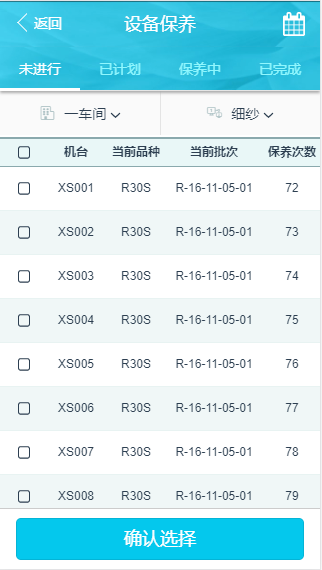 返回 设备保养
未进行 已计划 保养中 已完成
一车间 细纱
机台 当前品种 当前批次 保养次数
XS001 R30S R-16-11-05-01 72
XS002 R30S R-16-11-05-01 73
XS003 R30S R-16-11-05-01 74
XS004 R30S R-16-11-05-01 75
XS005 R30S R-16-11-05-01 76
XS006 R30S R-16-11-05-01 77
XS007 R30S R-16-11-05-01 78
XS008 R30S R-16-11-05-01 79
确认选择